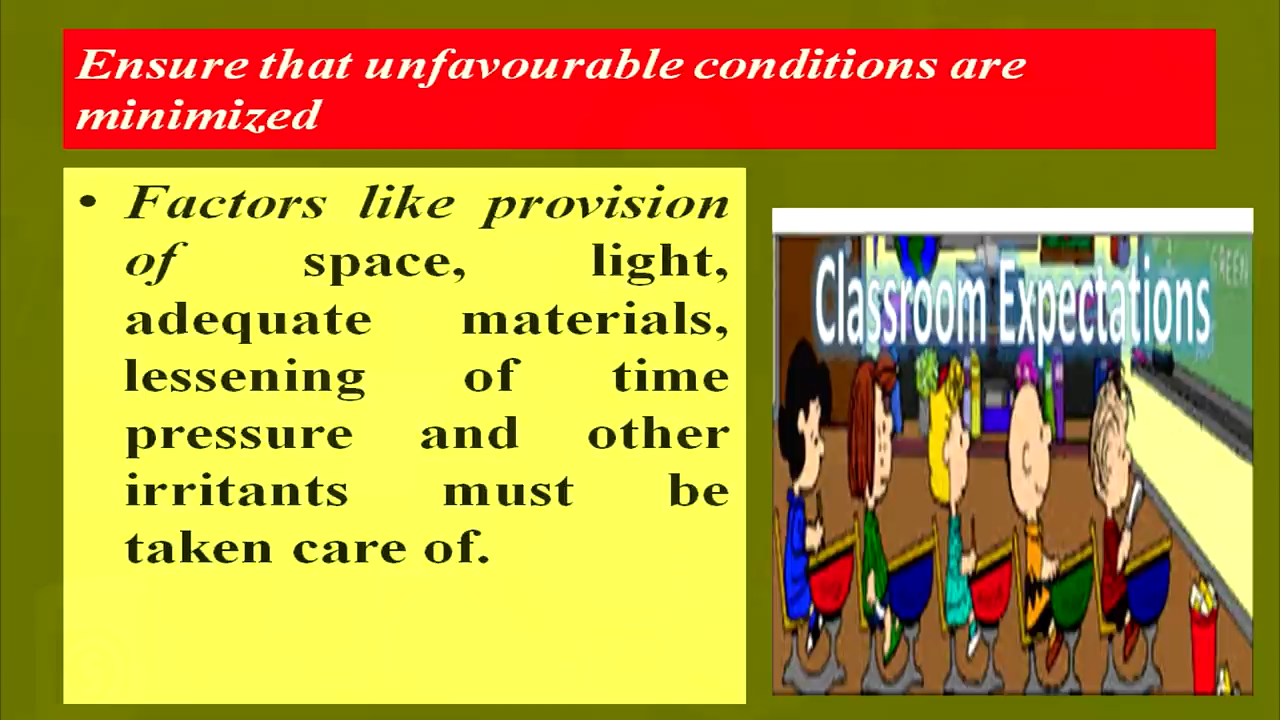 Ensure that unfavourable conditions are
minimized
• Factors like provision
of space, light,
adequate materials,
lessening of time
pressure and other
irritants must be
taken care of.
Classroom Expectations
GREEN